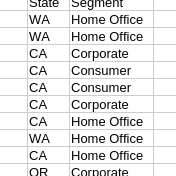 State Segment
WA Home Office
WA Home Office
CA Corporate
CA Consumer
CA Consumer
CA Corporate
CA Home Office
WA Home Office
CA Home Office
OR Corporate